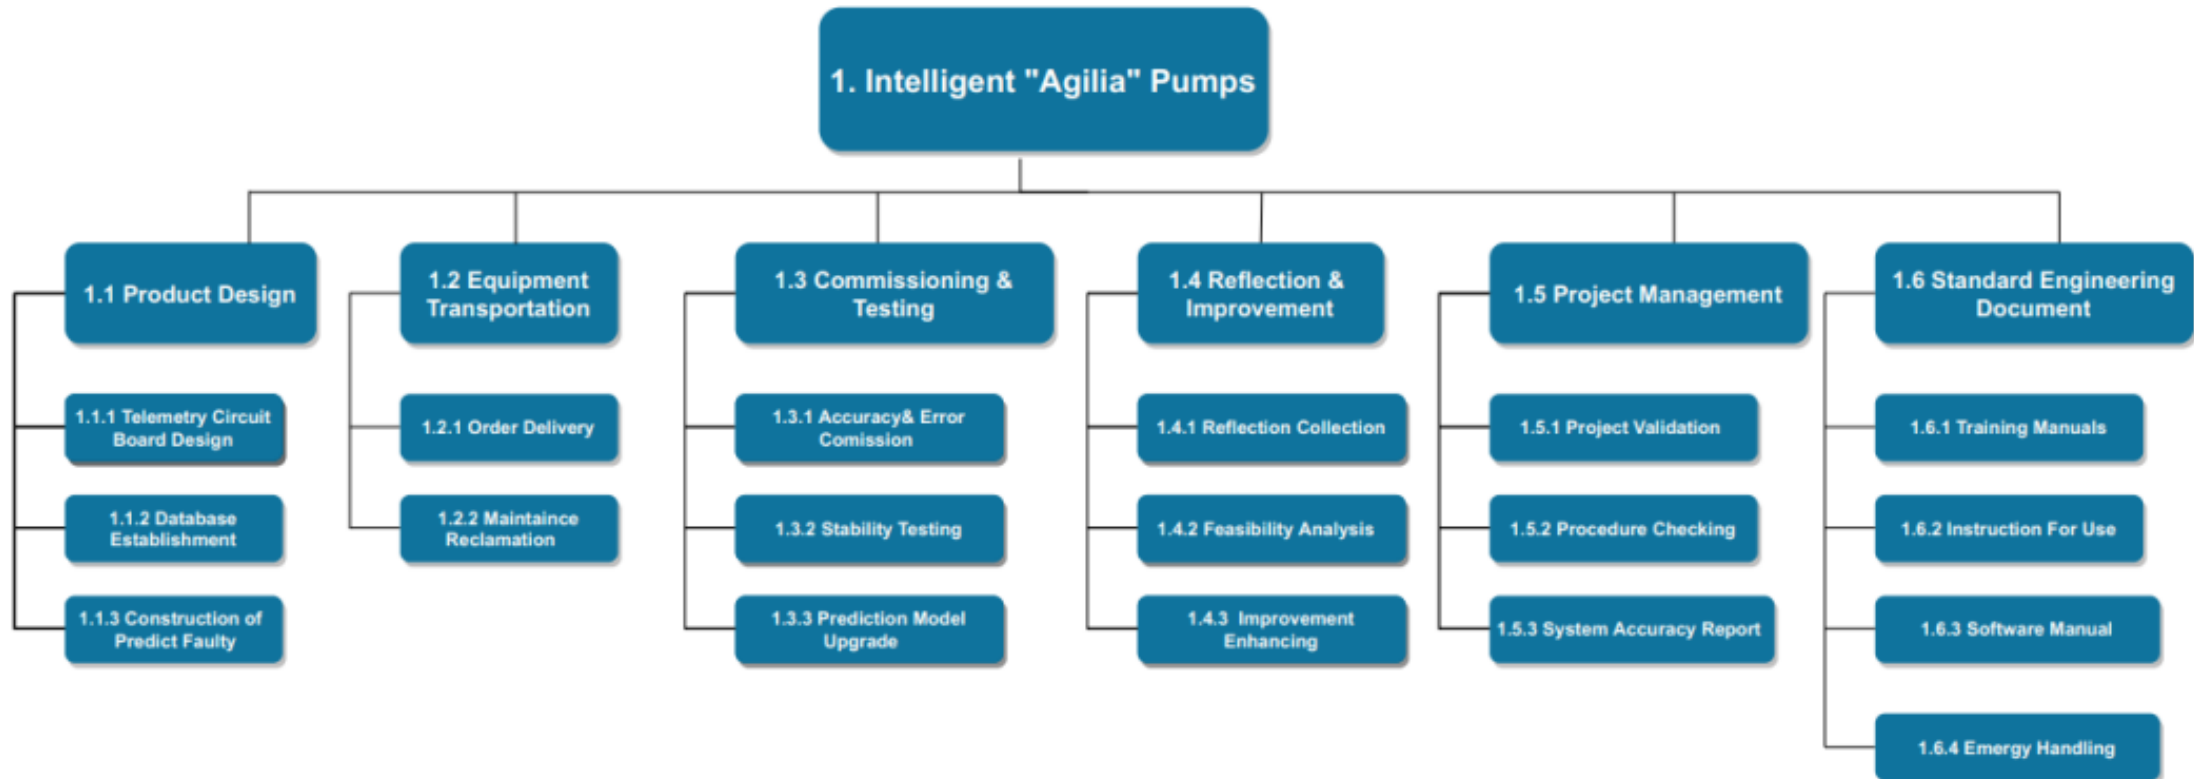 1. Intelligent "Agilia" Pumps
1.1 Product Design
1.2 Equipment
Transportation
1.3 Commissioning &
Testing
1.4 Reflection &
Improvement
1.5 Project Management
1.6 Standard Engineering
Document
1.1.1 Telemetry Circuit
Board Design
1.2.1 Order Delivery
1.3.1 Accuracy& Error
Comission
1.4.1 Reflection Collection
1.5.1 Project Validation
1.6.1 Training Manuals
1.1.2 Database
Establishment
1.2.2 Maintaince
Reclamation
1.3.2 Stability Testing
1.4.2 Feasibility Analysis
1.5.2 Procedure Checking
1.6.2 Instruction For Use
1.1.3 Construction of
Predict Faulty
1.3.3 Prediction Model
Upgrade
1.4.3 Improvement
Enhancing
1.5.3 System Accuracy Report
1.6.3 Software Manual
1.6.4 Emergy Handling